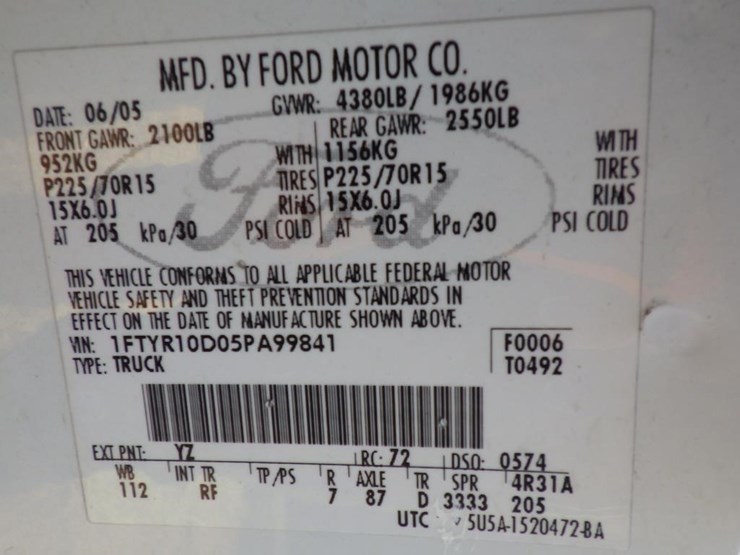 MFD. BY FORD MOTOR CO.
DATE: 06/05 GVWR: 4380LB/ 1986KG
FRONT GAWR: 2100LB REAR GAWR: 2550LB
952KG WITH 1156KG WITH
P225/70R15 TIRES P225/70R15 TIRES
15X6.0J RIMS 15X6.0J RIMS
AT 205 kPa/30 PSI COLD AT 205 kPa/30 PSI COLD
Ford
THIS VEHICLE CONFORMS TO ALL APPLICABLE FEDERAL MOTOR
VEHICLE SAFETY AND THEFT PREVENTION STANDARDS IN
EFFECT ON THE DATE OF MANUFACTURE SHOWN ABOVE.
VIN: 1FTYR10D05PA99841 F0006
TYPE: TRUCK T0492
EXT PNT: YZ RC: 72 DSO: 0574
WB INT TR TP/PS R AXLE TR SPR 4R31A
112 RF 7 87 D 3333 205
UTC 5U5A-1520472-BA